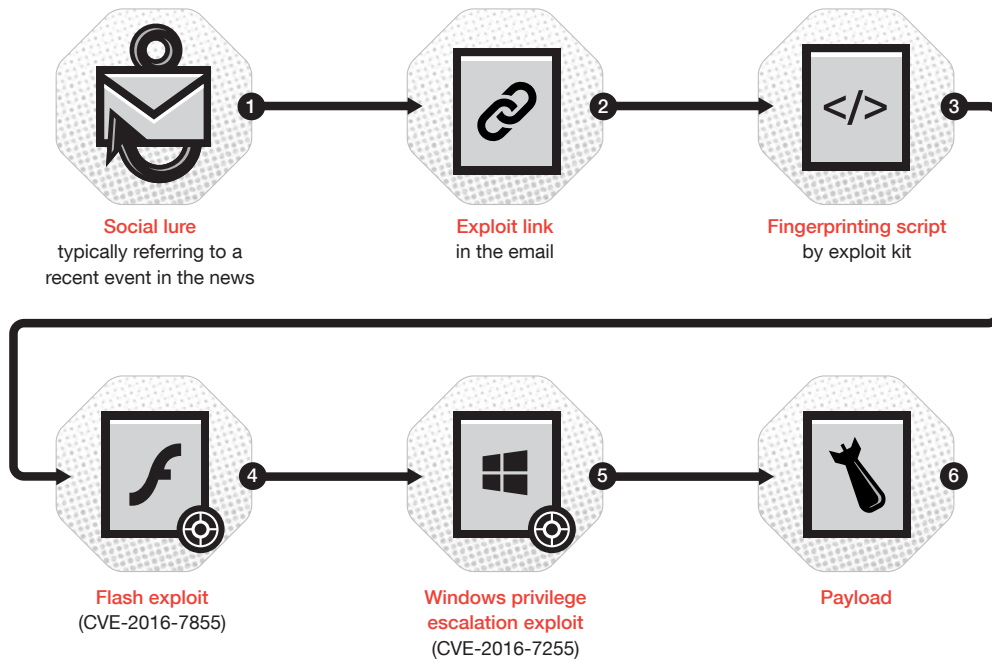 1
2
</>
3
Social lure
typically referring to a
recent event in the news
Exploit link
in the email
Fingerprinting script
by exploit kit
4
5
6
Flash exploit
(CVE-2016-7855)
Windows privilege
escalation exploit
(CVE-2016-7255)
Payload